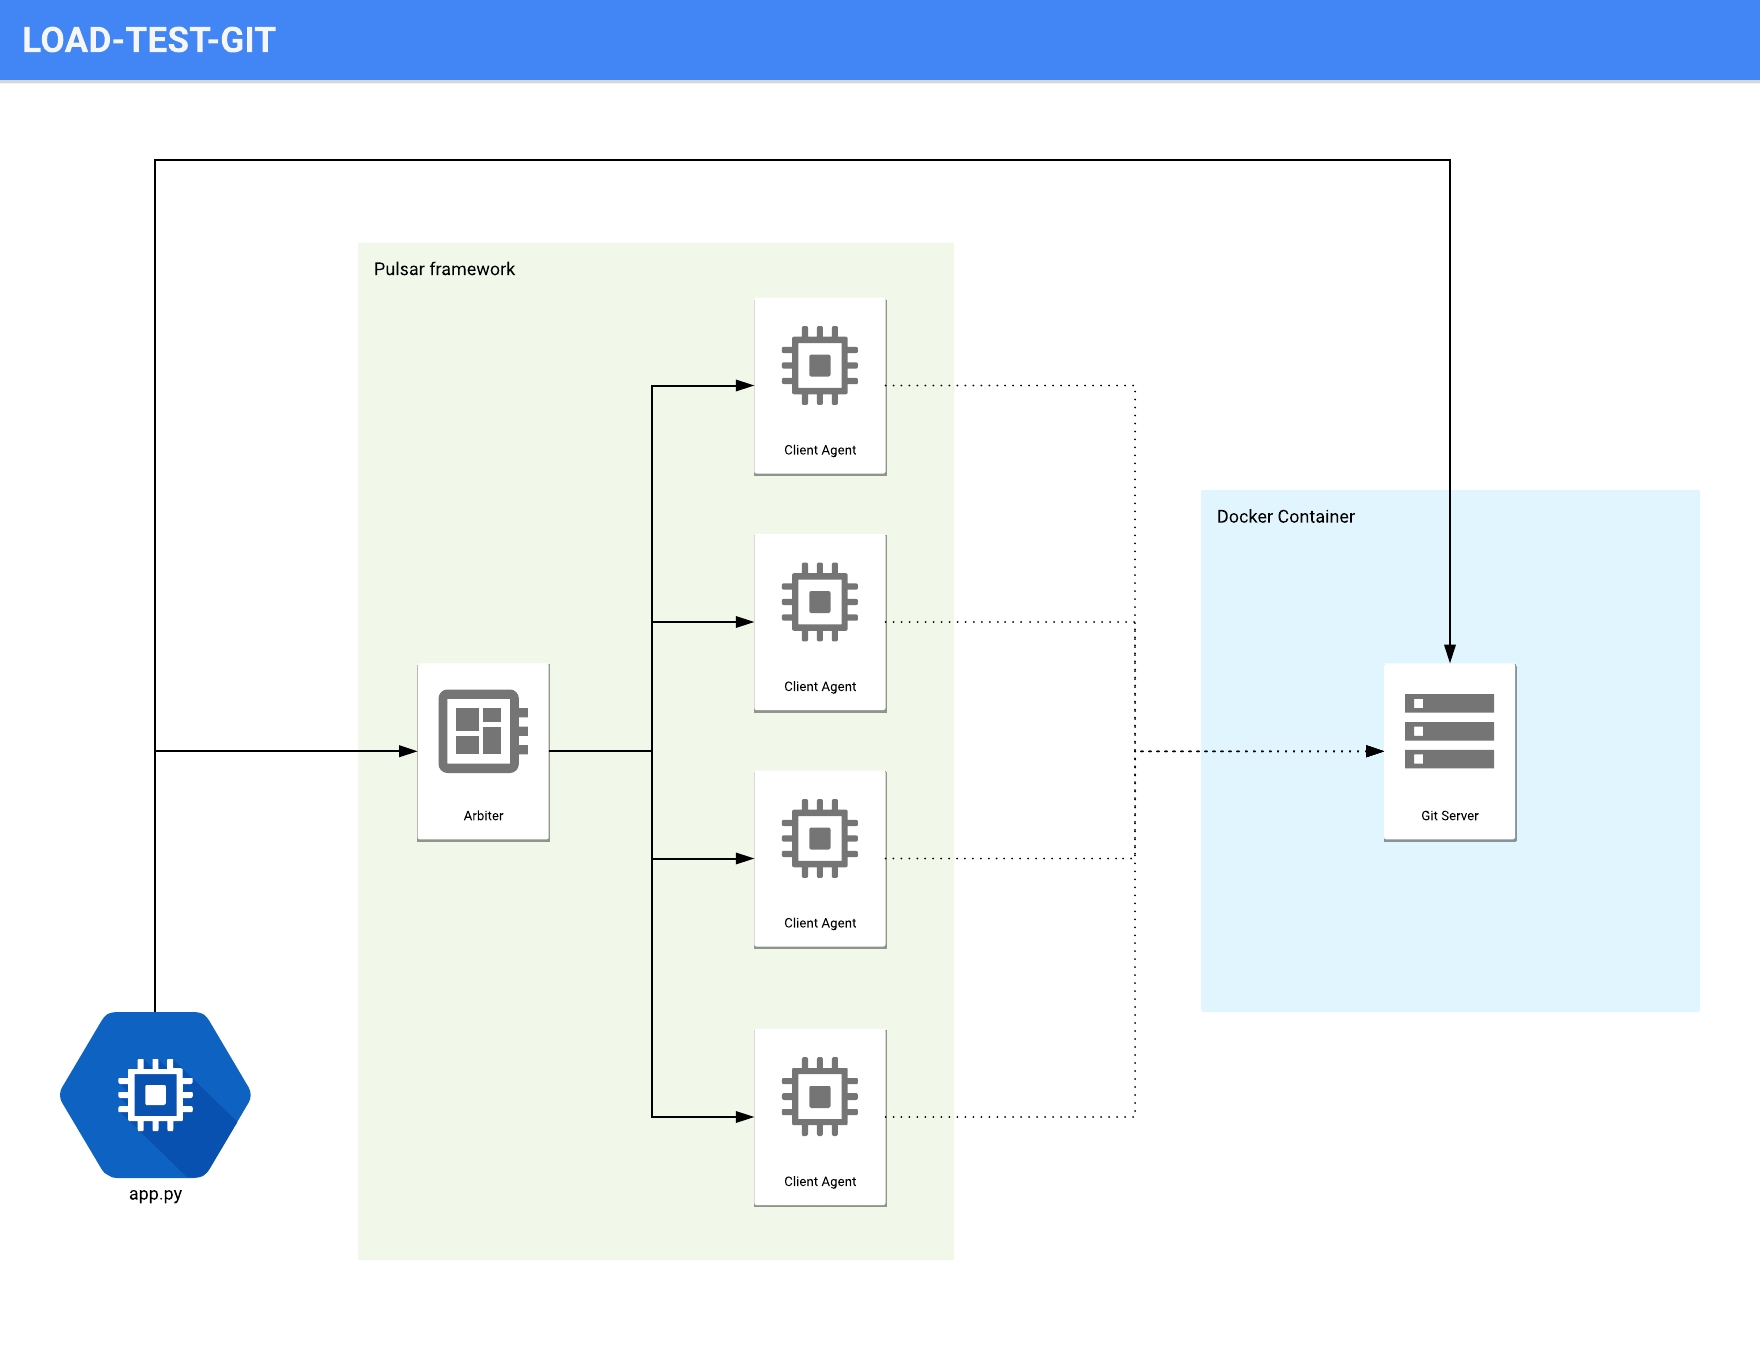 LOAD-TEST-GIT
Pulsar framework
Client Agent
Docker Container
Client Agent
Arbiter
Git Server
Client Agent
Client Agent
app.py